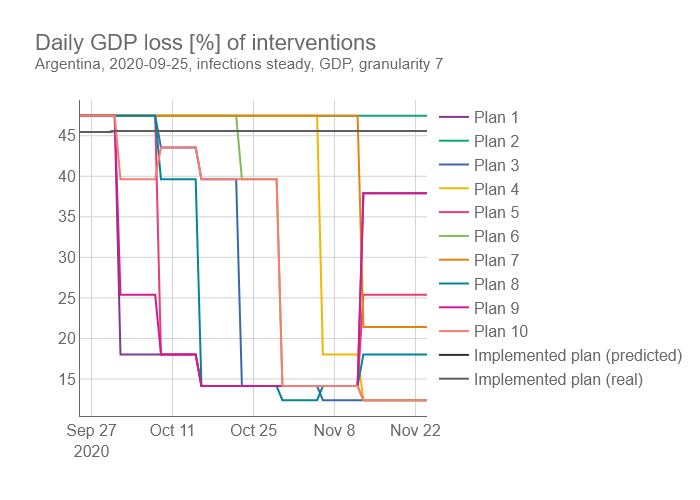 Daily GDP loss [%] of interventions
Argentina, 2020-09-25, infections steady, GDP, granularity 7
45
40
35
30
25
20
15
Sep 27
2020
Oct 11
Oct 25
Nov 8
Nov 22
Plan 1
Plan 2
Plan 3
Plan 4
Plan 5
Plan 6
Plan 7
Plan 8
Plan 9
Plan 10
Implemented plan (predicted)
Implemented plan (real)